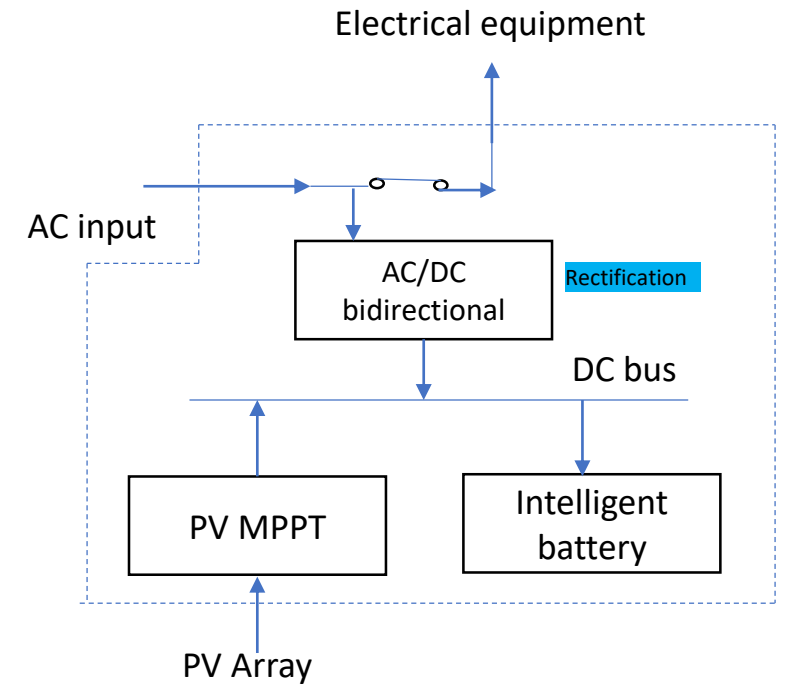 Electrical equipment
AC input
AC/DC
bidirectional
Rectification
DC bus
PV MPPT
Intelligent
battery
PV Array